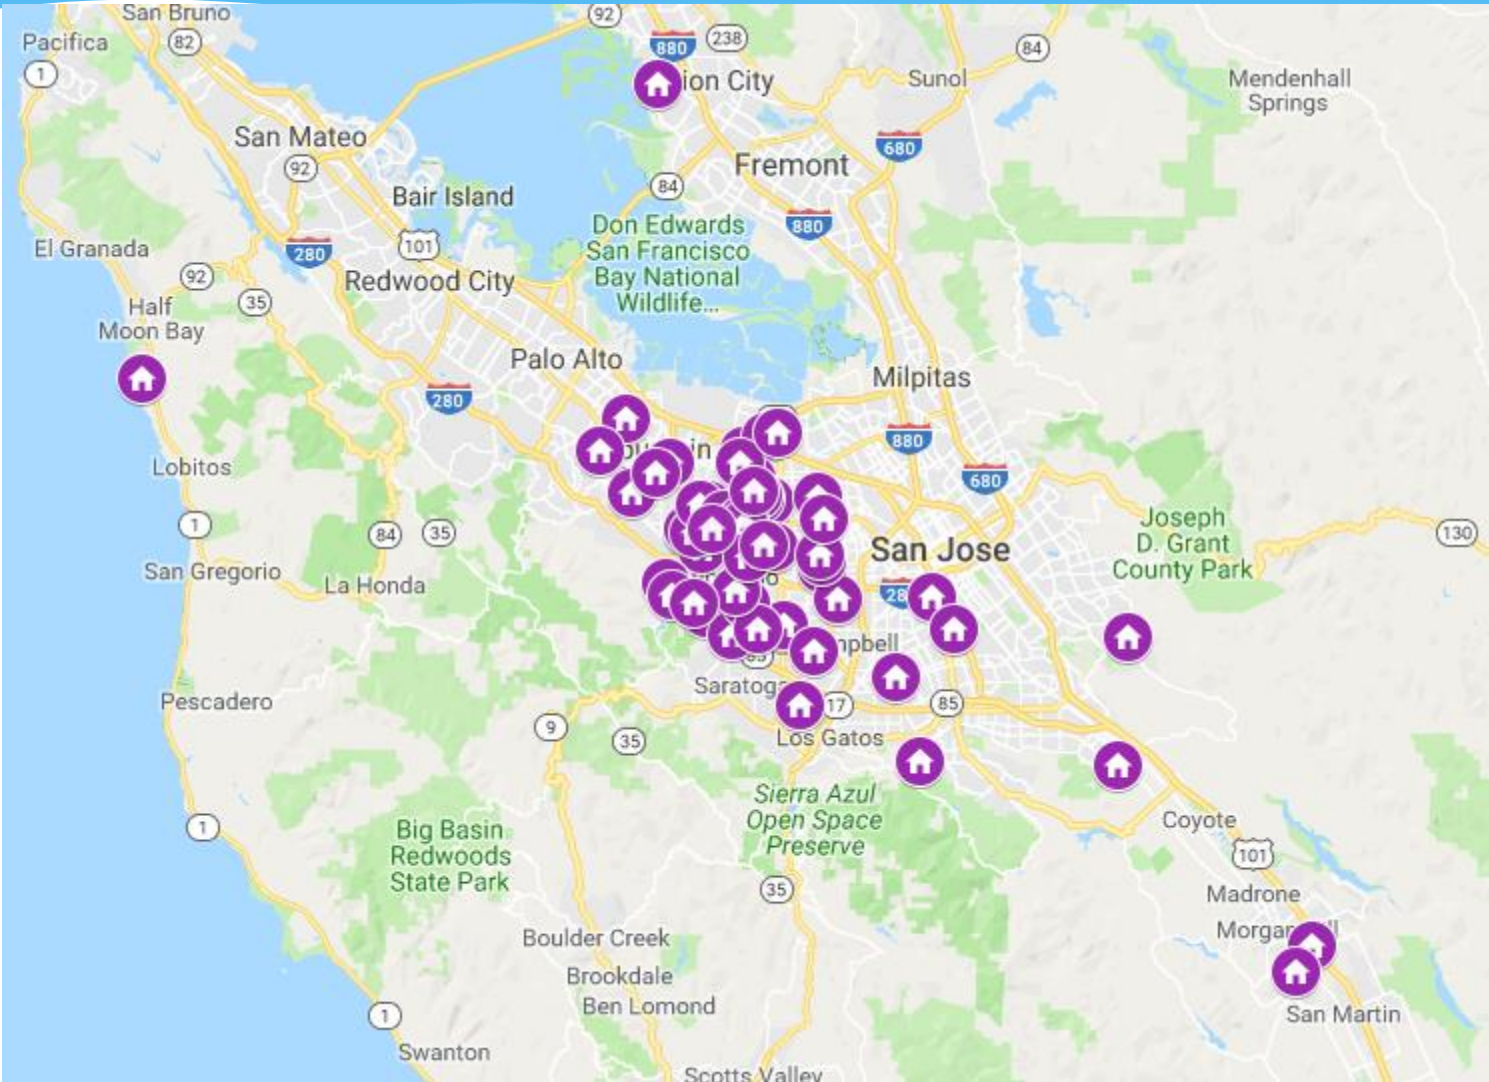 San Bruno
Pacifica
82
1
92
880
238
84
ion City
Sunol
Mendenhall
Springs
San Mateo
92
680
Fremont
84
Bair Island
880
Don Edwards
San Francisco
Bay National
Wildlife...
101
280
El Granada
Redwood City
92
35
Half
Moon Bay
Palo Alto
Milpitas
280
880
Lobitos
680
1
84
35
Joseph
D. Grant
County Park
130
San Jose
San Gregorio
La Honda
28
mpbell
85
Saratoga
Pescadero
17
85
9
35
Los Gatos
Sierra Azul
Open Space
Preserve
Coyote
1
Big Basin
Redwoods
State Park
101
35
Madrone
Morga
Boulder Creek
Brookdale
Ben Lomond
1
San Martin
Swanton
Scotts Valley